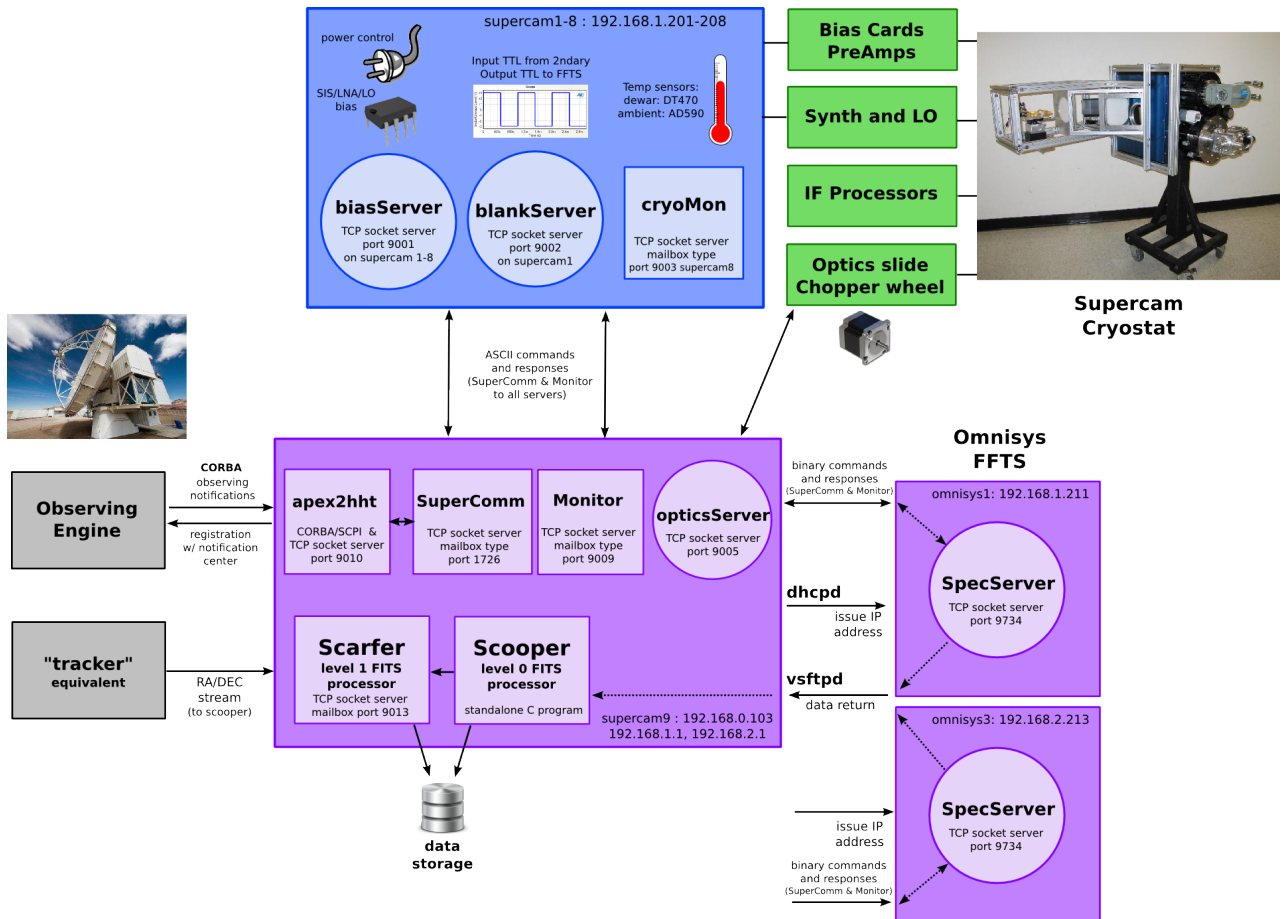 supercam1-8 : 192.168.1.201-208
power control
SIS/LNA/LO
bias
Input TTL from 2ndary
Output TTL to FFTS
Temp sensors:
dewar: DT470
ambient: AD590
biasServer
TCP socket server
port 9001
on supercam 1-8
blankServer
TCP socket server
port 9002
on supercam1
cryoMon
TCP socket server
mailbox type
port 9003 supercam8
Bias Cards
PreAmps
Synth and LO
IF Processors
Optics slide
Chopper wheel
Supercam
Cryostat
ASCII commands
and responses
(SuperComm & Monitor
to all servers)
Observing
Engine
CORBA
observing
notifications
registration
w/ notification
center
"tracker"
equivalent
RA/DEC
stream
(to scooper)
apex2hht
CORBA/SCPI &
TCP socket server
port 9010
SuperComm
TCP socket server
mailbox type
port 1726
Monitor
TCP socket server
mailbox type
port 9009
opticsServer
TCP socket server
port 9005
Scarfer
level 1 FITS
processor
TCP socket server
mailbox port 9013
Scooper
level 0 FITS
processor
standalone C program
supercam9 : 192.168.0.103
192.168.1.1, 192.168.2.1
data
storage
Omnisys
FFTS
binary commands
and responses
(SuperComm & Monitor)
dhcpd
issue IP
address
vsftpd
data return
omnisys1: 192.168.1.211
SpecServer
TCP socket server
port 9734
omnisys3: 192.168.2.213
SpecServer
TCP socket server
port 9734
issue IP
address
binary commands
and responses
(SuperComm & Monitor)